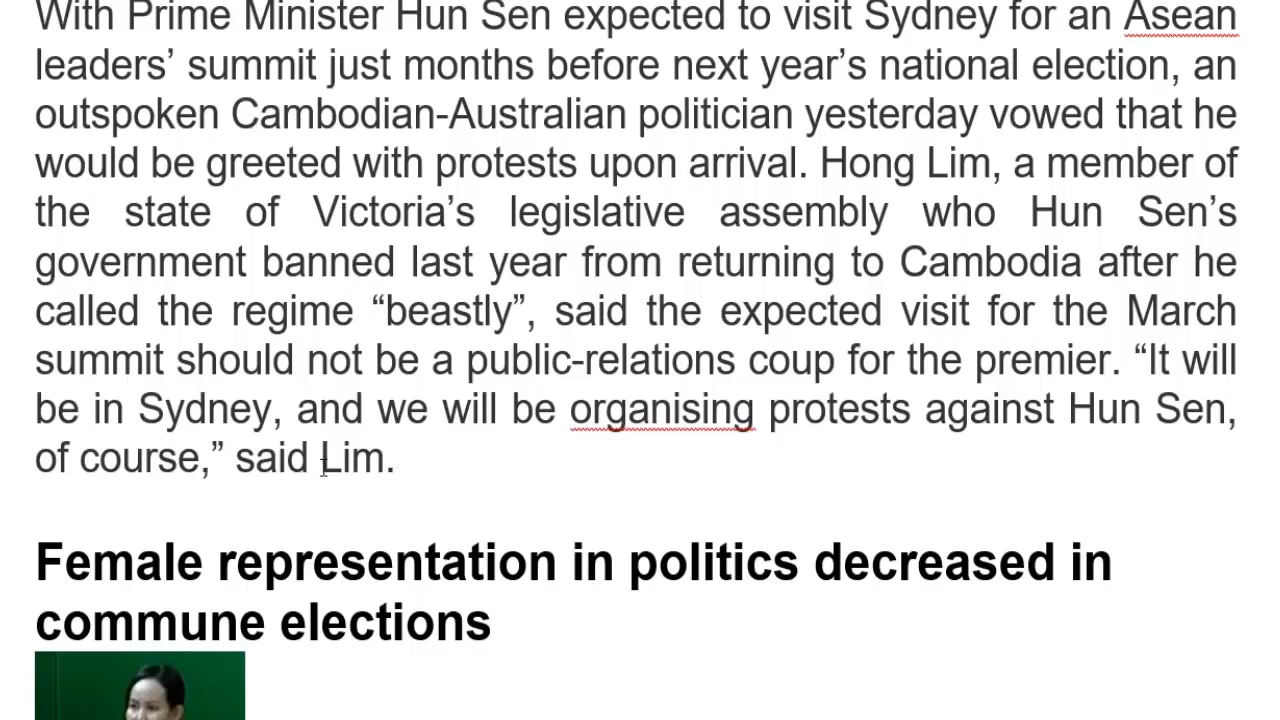 With Prime Minister Hun Sen expected to visit Sydney for an Asean
leaders’ summit just months before next year’s national election, an
outspoken Cambodian-Australian politician yesterday vowed that he
would be greeted with protests upon arrival. Hong Lim, a member of
the state of Victoria’s legislative assembly who Hun Sen’s
government banned last year from returning to Cambodia after he
called the regime “beastly”, said the expected visit for the March
summit should not be a public-relations coup for the premier. “It will
be in Sydney, and we will be organising protests against Hun Sen,
of course,” said Lim.
Female representation in politics decreased in
commune elections